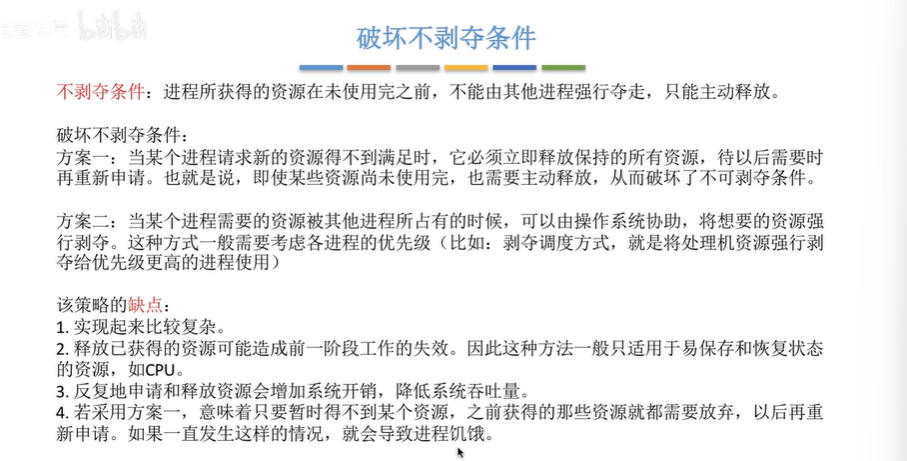 破坏不剥夺条件
不剥夺条件：进程所获得的资源在未使用完之前，不能由其他进程强行夺走，只能主动释放。
破坏不剥夺条件：
方案一：当某个进程请求新的资源得不到满足时，它必须立即释放保持的所有资源，待以后需要时
再重新申请。也就是说，即使某些资源尚未使用完，也需要主动释放，从而破坏了不可剥夺条件。
方案二：当某个进程需要的资源被其他进程所占有的时候，可以由操作系统协助，将想要的资源强
行剥夺。这种方式一般需要考虑各进程的优先级（比如：剥夺调度方式，就是将处理机资源强行剥
夺给优先级更高的进程使用）
该策略的缺点：
1. 实现起来比较复杂。
2. 释放已获得的资源可能造成前一阶段工作的失效。因此这种方法一般只适用于易保存和恢复状态
的资源，如CPU。
3. 反复地申请和释放资源会增加系统开销，降低系统吞吐量。
4. 若采用方案一，意味着只要暂时得不到某个资源，之前获得的那些资源就都需要放弃，以后再重
新申请。如果一直发生这样的情况，就会导致进程饥饿。